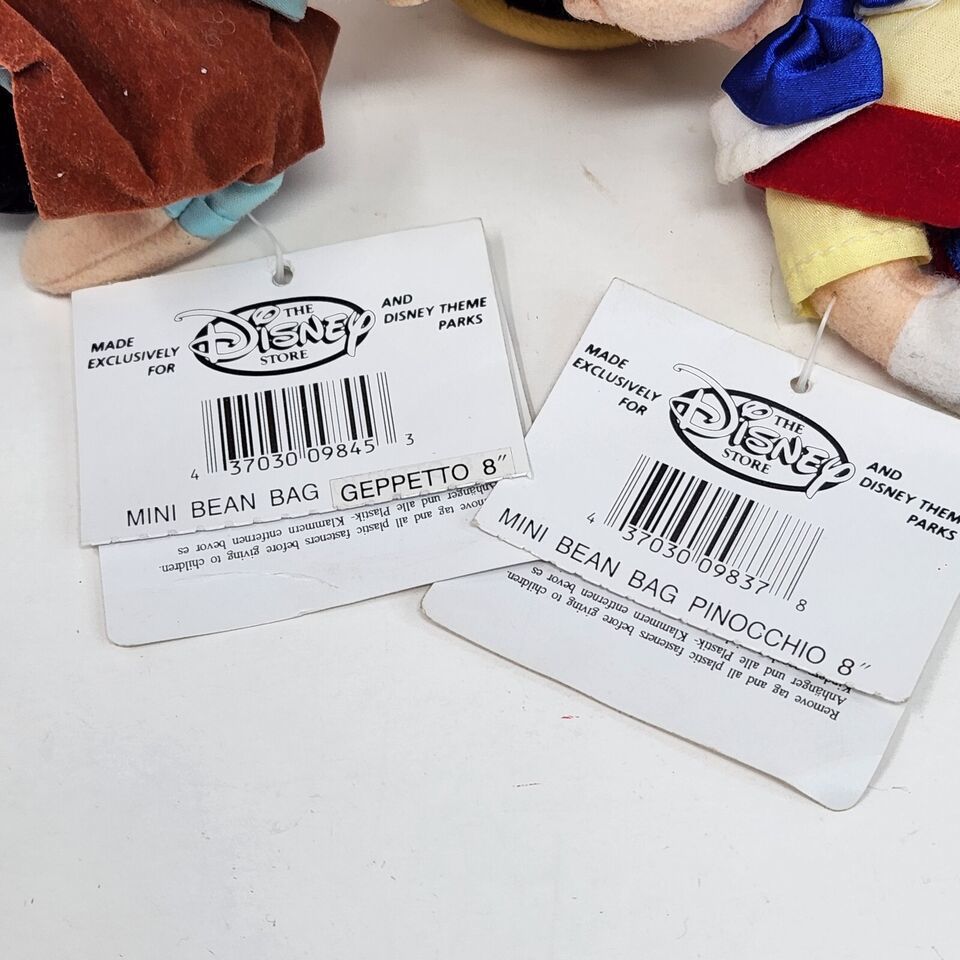 MADE
EXCLUSIVELY
FOR
THE
DISNEY
STORE
AND
DISNEY THEME
PARKS
4 37030 09845 3
MINI BEAN BAG GEPPETTO 8"
Remove tag and all plastic fasteners before giving to children.
Anhänger und alle Plastik- Klammern entfernen bevor es
MADE
EXCLUSIVELY
FOR
THE
DISNEY
STORE
AND
DISNEY THEM
PARKS
4 37030 09837 8
MINI BEAN BAG PINOCCHIO 8"
Remove tag and all plastic fasteners before giving to children.
Anhänger und alle Plastik- Klammern entfernen bevor es